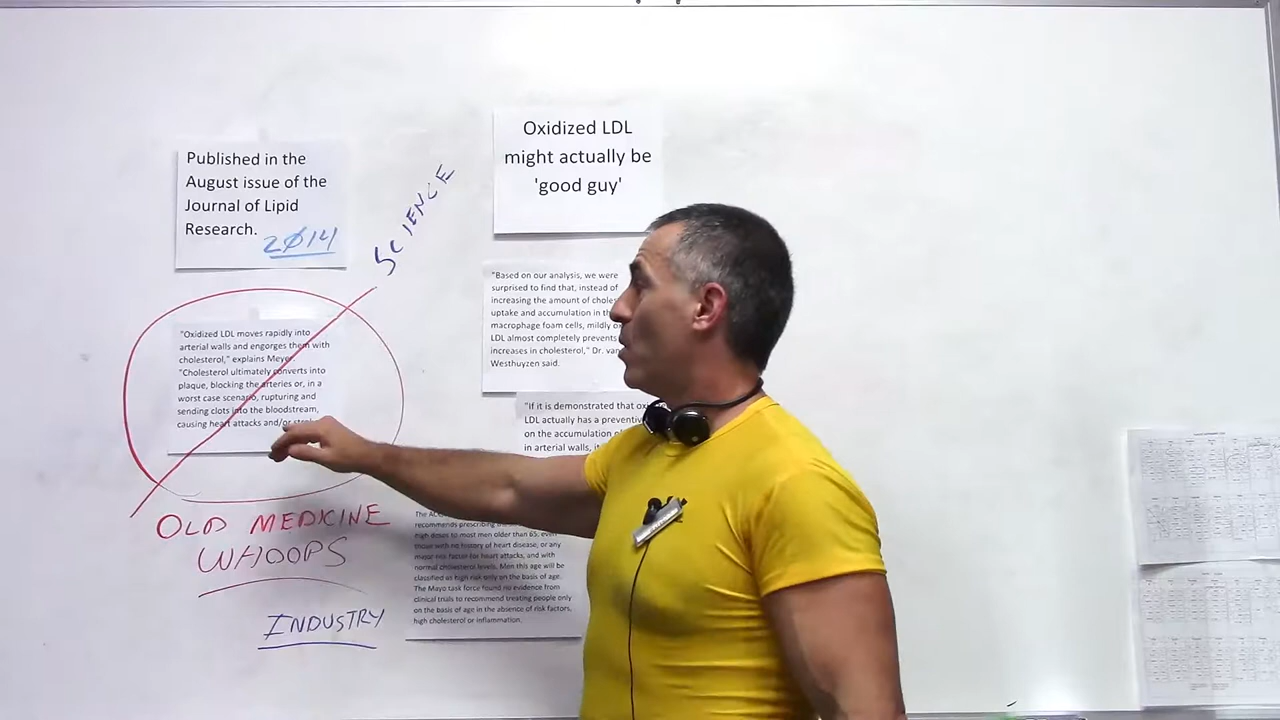 Published in the
August issue of the
Journal of Lipid
Research.
2014
SCIENCE
"Oxidized LDL moves rapidly into
arterial walls and engorges them with
cholesterol," explains Meyer.
"Cholesterol ultimately converts into
plaque, blocking the arteries or, in a
worst case scenario, rupturing and
sending clots into the bloodstream,
causing heart attacks and/or
OLD MEDICINE
WHOOPS
INDUSTRY
Oxidized LDL
might actually be
'good guy'
"Based on our analysis, we were
surprised to find that, instead of
increasing the amount of
uptake and accumulation in
macrophage foam cells, mildly
LDL almost completely prevents
increases in cholesterol," Dr.
Westhuyzen said.
"If it is demonstrated that
LDL actually has a
on the accumulation
in arterial walls, it
The
recommends prescribing
high doses to most men older than 65, even
those with no history of heart disease, or any
major risk factor for heart attacks, and with
normal cholesterol levels. Men this age will be
classified as high risk only on the basis of age.
The Mayo task force found no evidence from
clinical trials to recommend treating people only
on the basis of age in the absence of risk factors,
high cholesterol or inflammation.